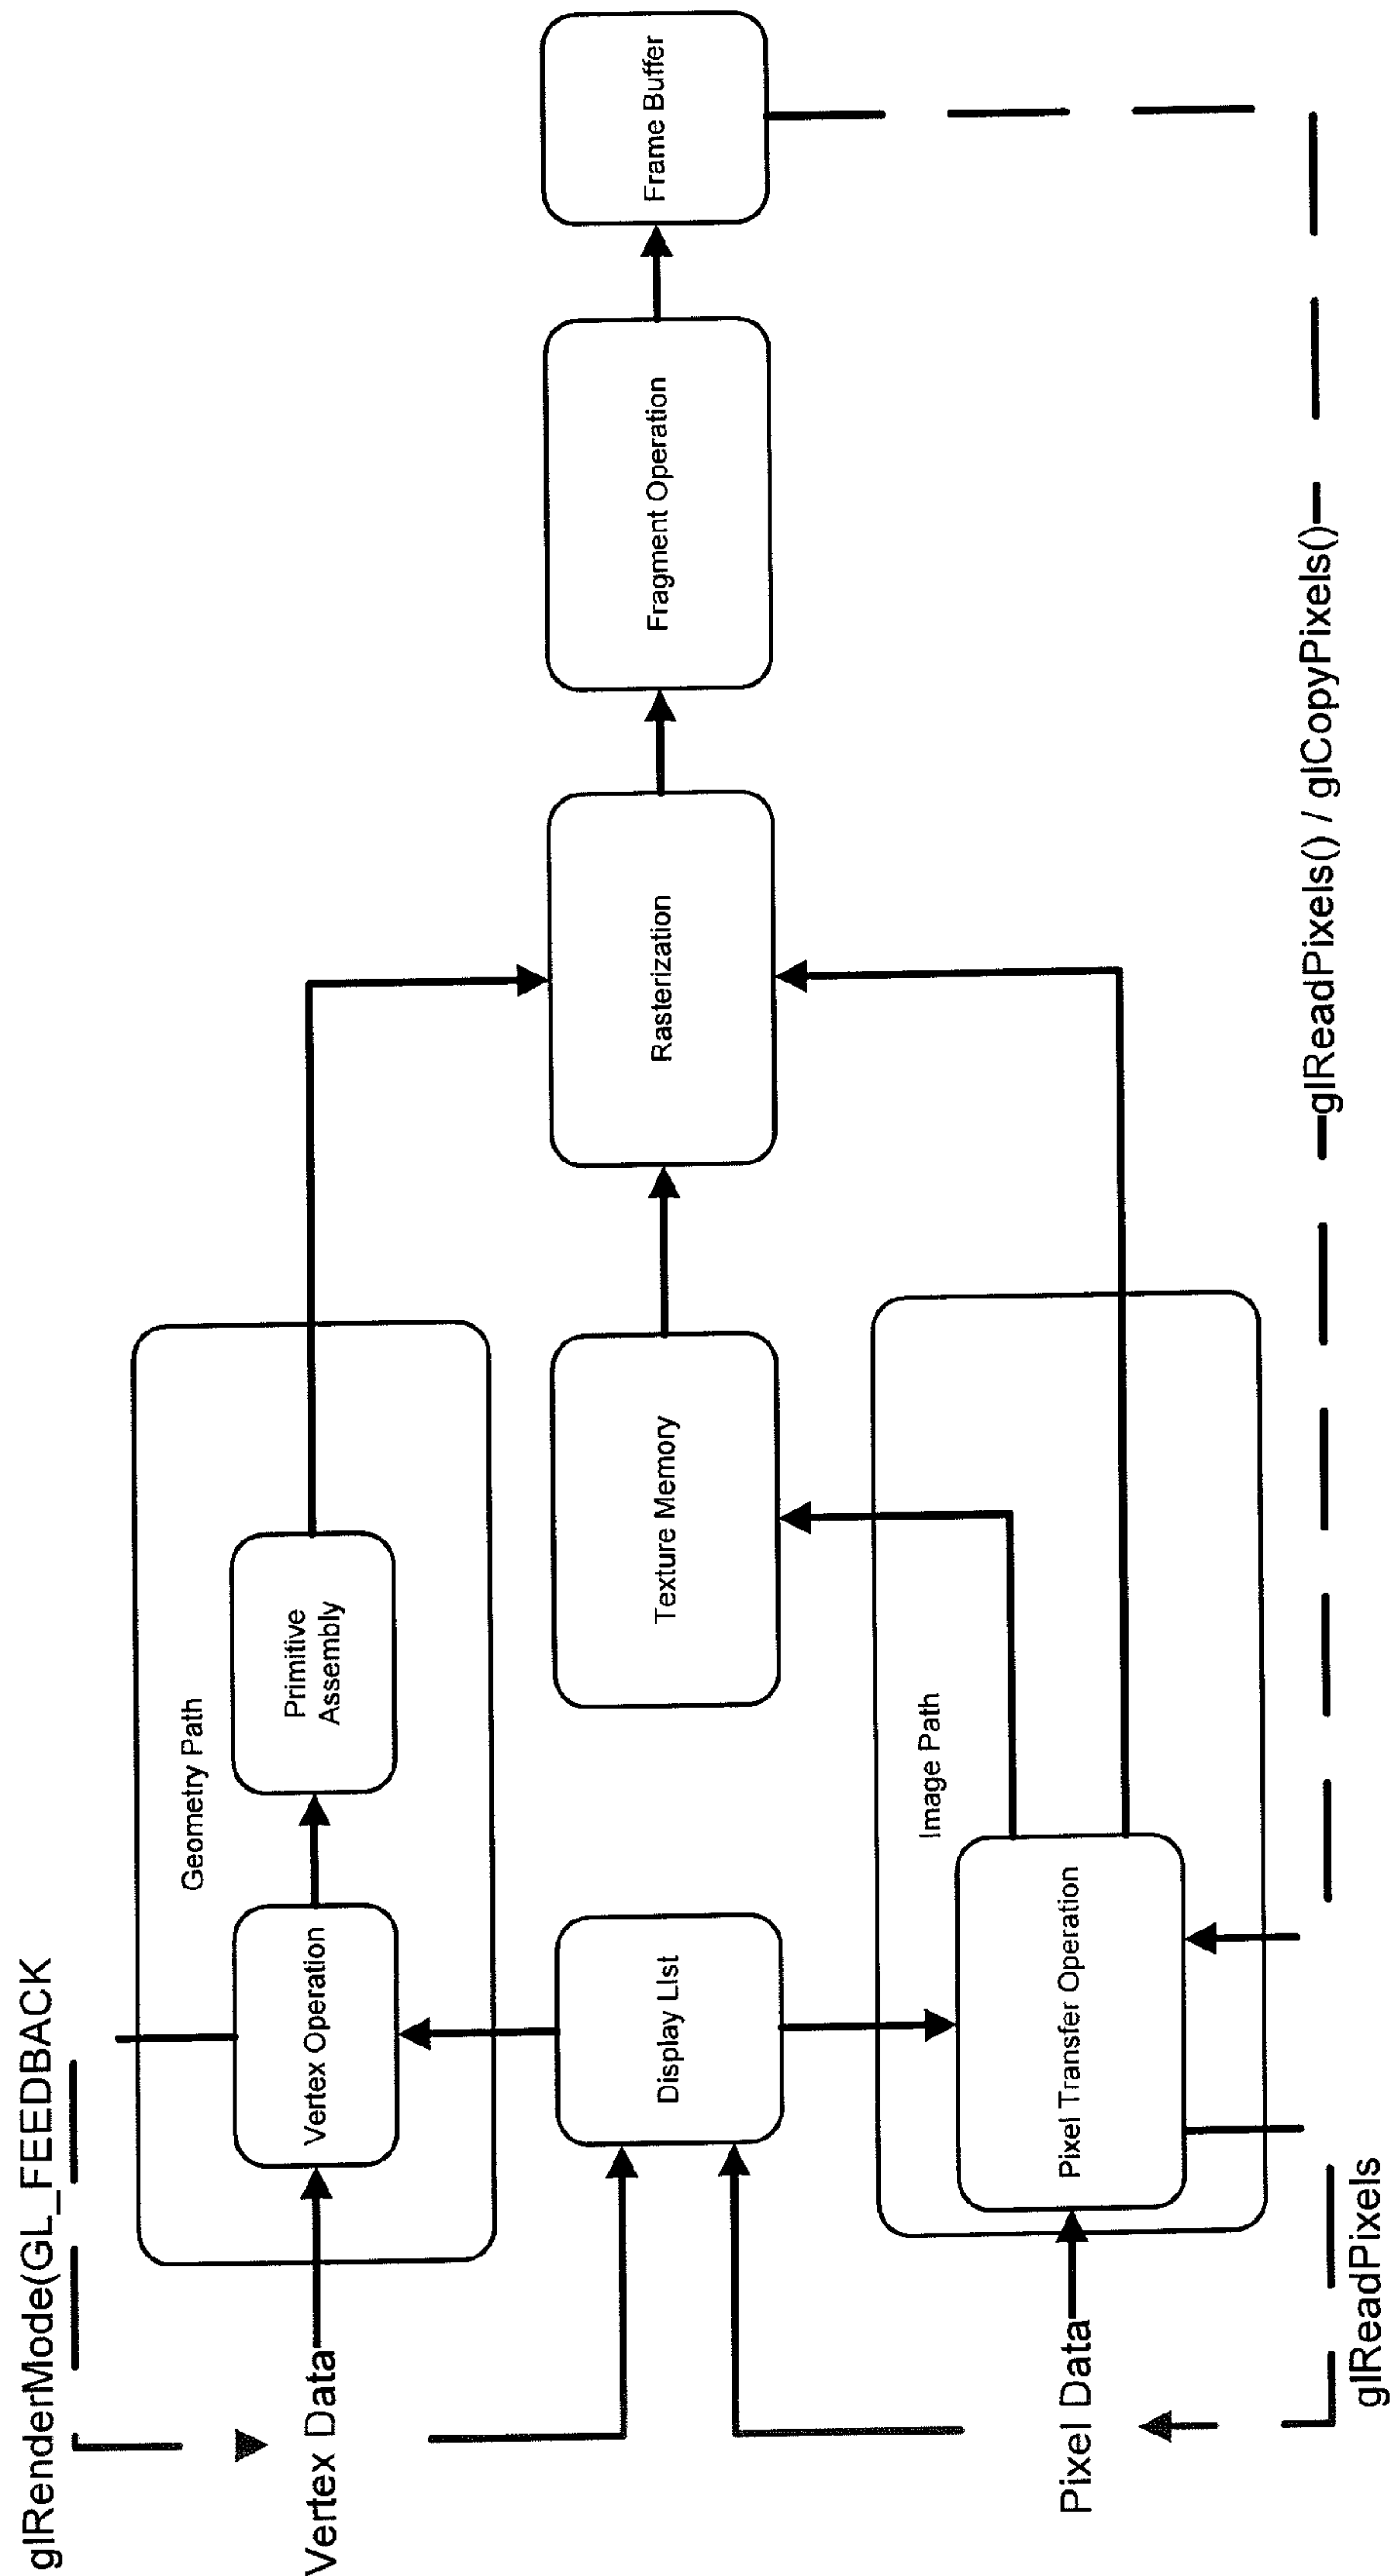 glRenderMode(GL_FEEDBACK
Geometry Path
Vertex Data
Vertex Operation
Primitive
Assembly
Display LIst
Texture Memory
Rasterization
Fragment Operation
Frame Buffer
Image Path
Pixel Data
Pixel Transfer Operation
glReadPixels() / glCopyPixels()
glReadPixels